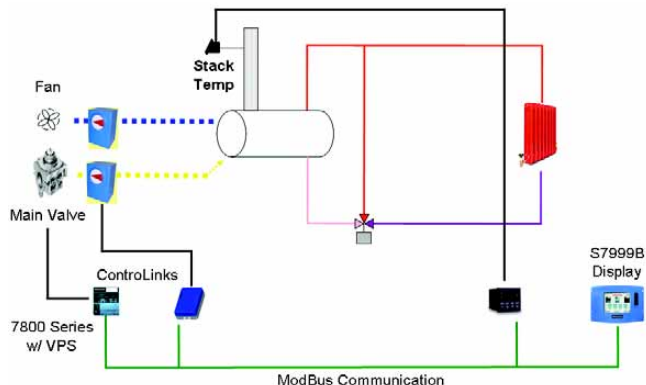 Stack
Temp
Fan
Main Valve
ControLinks
S7999B
Display
7800 Series
w/ VPS
ModBus Communication